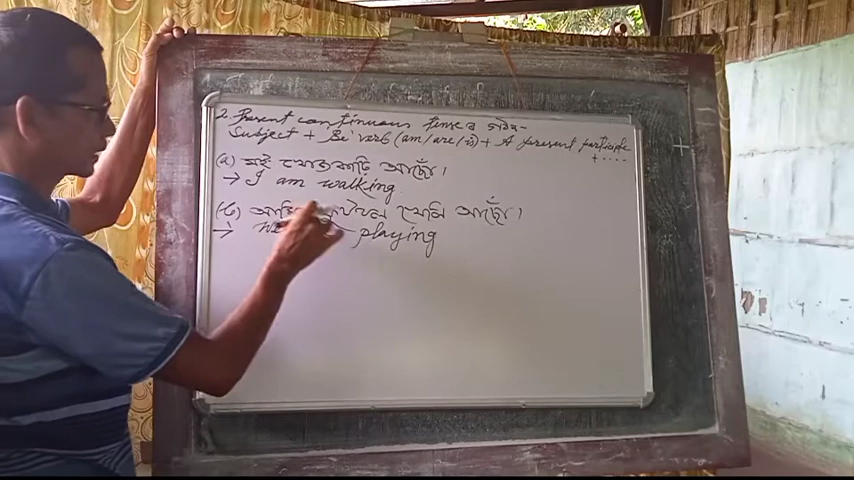 2. Present continuous Tense ৰ গঠন-
Subject + Be' verb (am/are/is) + A present participle
+ .....
(a) মই খোজকাঢ়ি আছোঁ।
→ I am walking
(b) আমি খেলি আছোঁ।
→ We playing